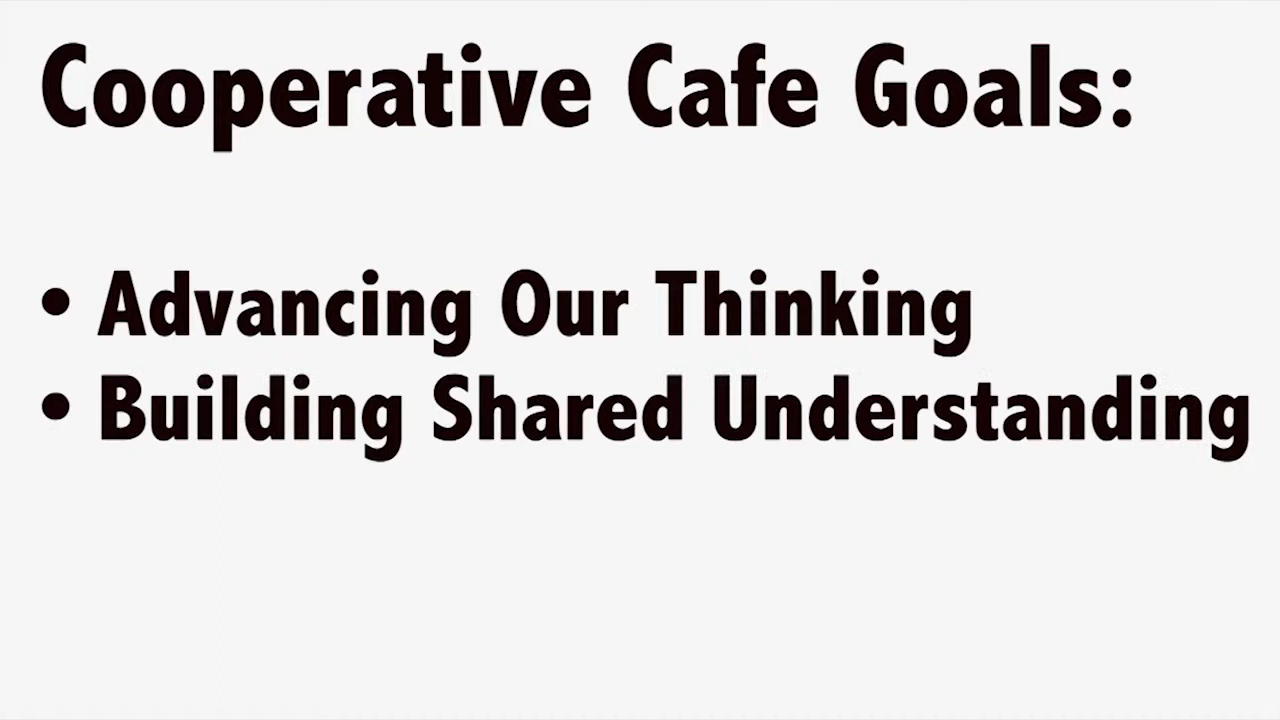 Cooperative Cafe Goals:
• Advancing Our Thinking
• Building Shared Understanding